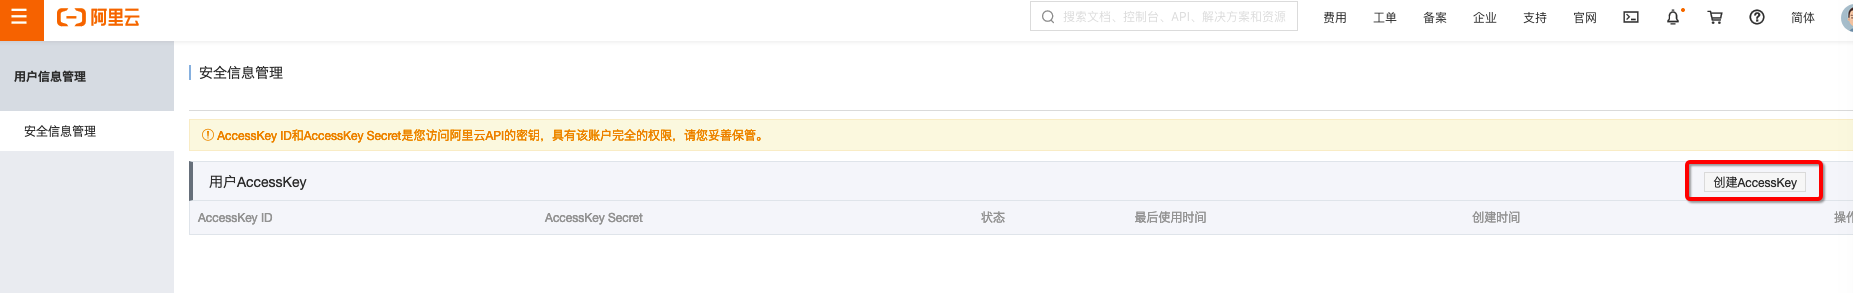 阿里云
搜索文档、控制台、API、解决方案和资源
费用 工单 备案 企业 支持 官网 简体
用户信息管理
安全信息管理
安全信息管理
AccessKey ID和AccessKey Secret是您访问阿里云API的密钥，具有该账户完全的权限，请您妥善保管。
用户AccessKey
创建AccessKey
AccessKey ID AccessKey Secret 状态 最后使用时间 创建时间 操作